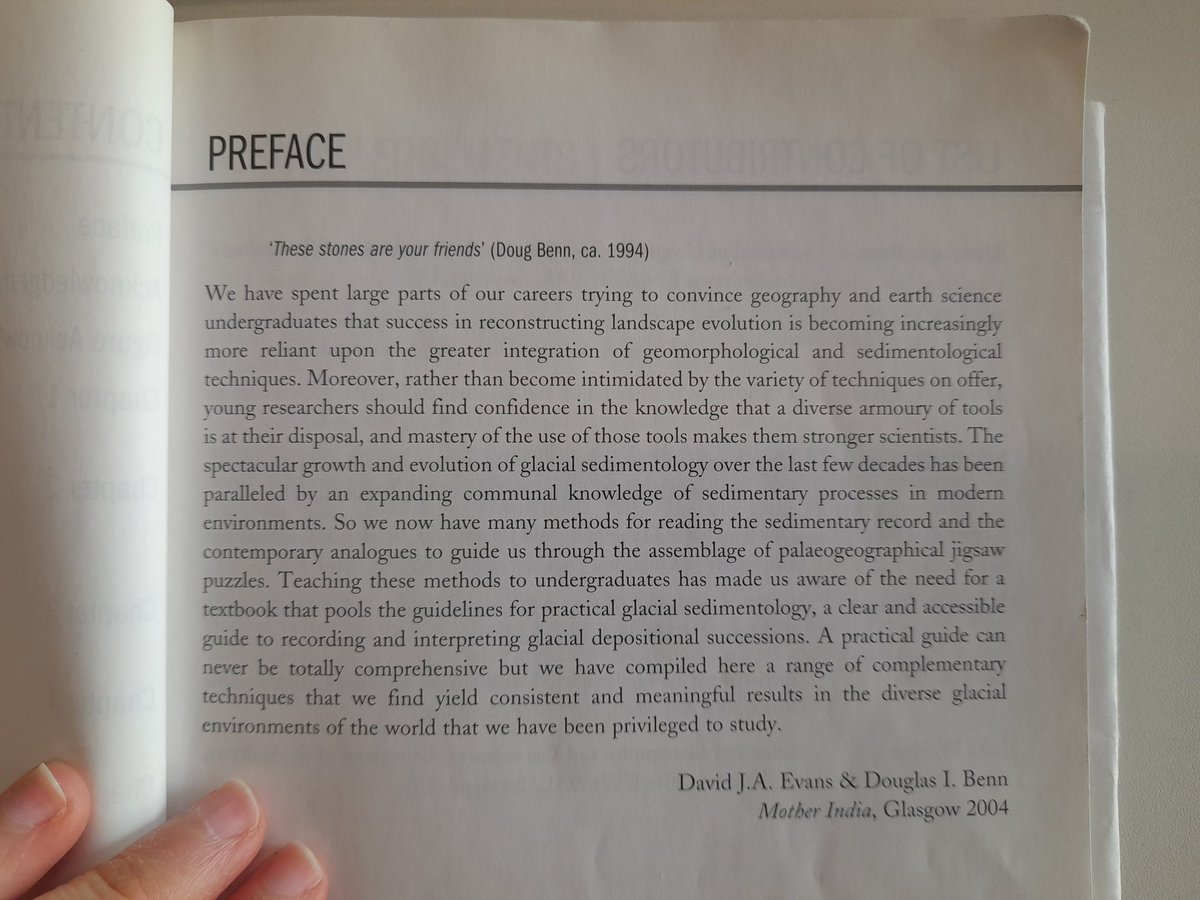 PREFACE
'These stones are your friends' (Doug Benn, ca. 1994)
We have spent large parts of our careers trying to convince geography and earth science
undergraduates that success in reconstructing landscape evolution is becoming increasingly
more reliant upon the greater integration of geomorphological and sedimentological
techniques. Moreover, rather than become intimidated by the variety of techniques on offer,
young researchers should find confidence in the knowledge that a diverse armoury of tools
is at their disposal, and mastery of the use of those tools makes them stronger scientists. The
spectacular growth and evolution of glacial sedimentology over the last few decades has been
paralleled by an expanding communal knowledge of sedimentary processes in modern
environments. So we now have many methods for reading the sedimentary record and the
contemporary analogues to guide us through the assemblage of palaeogeographical jigsaw
puzzles. Teaching these methods to undergraduates has made us aware of the need for a
textbook that pools the guidelines for practical glacial sedimentology, a clear and accessible
guide to recording and interpreting glacial depositional successions. A practical guide can
never be totally comprehensive but we have compiled here a range of complementary
techniques that we find yield consistent and meaningful results in the diverse glacial
environments of the world that we have been privileged to study.
David J.A. Evans & Douglas I. Benn
Mother India, Glasgow 2004